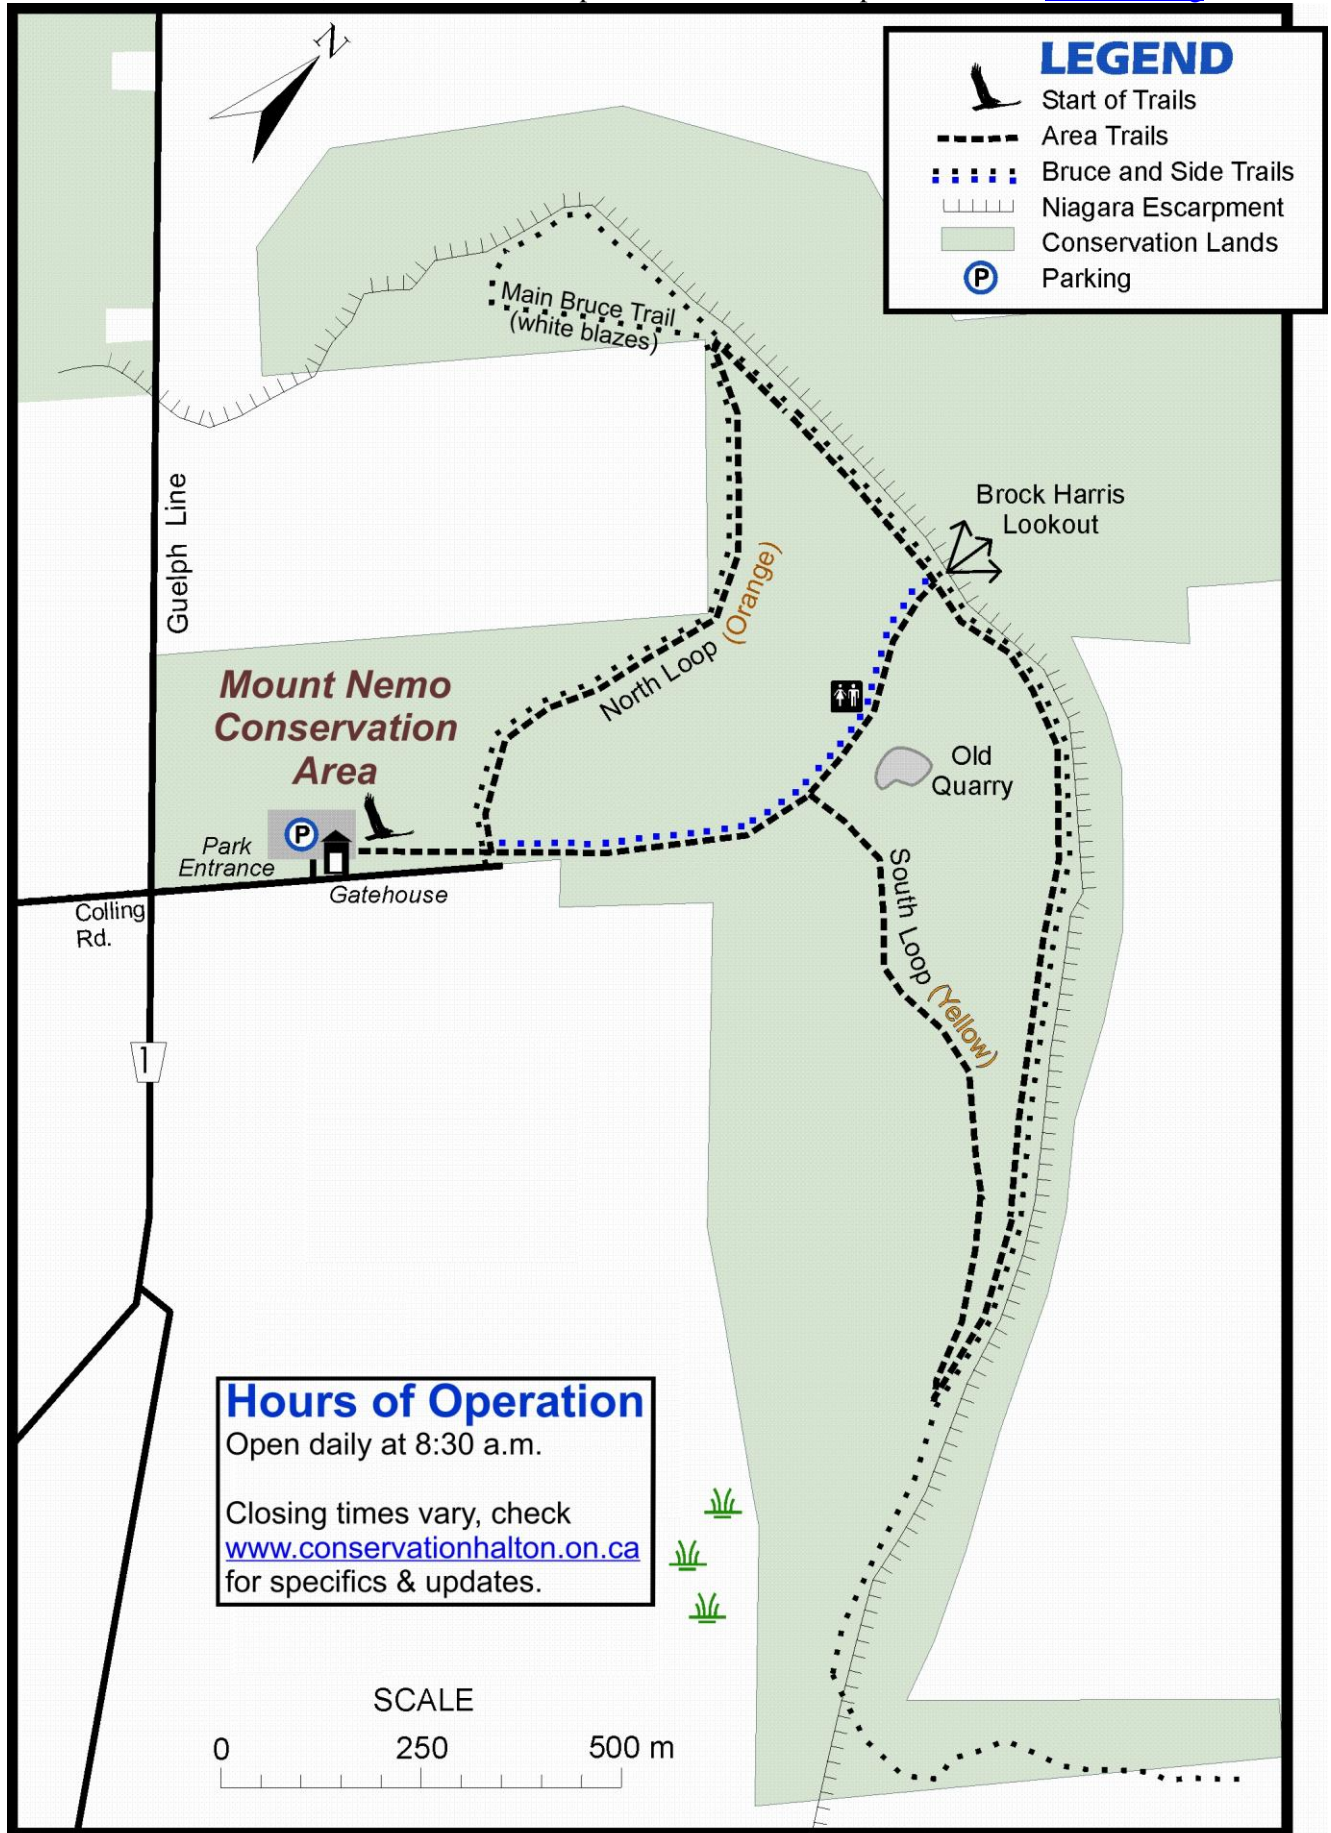 N
LEGEND
Start of Trails
Area Trails
Bruce and Side Trails
Niagara Escarpment
Conservation Lands
P
Parking
Main Bruce Trail
(white blazes)
Guelph Line
Brock Harris
Lookout
North Loop (Orange)
Mount Nemo
Conservation
Area
Old
Quarry
P
Park
Entrance
Gatehouse
Colling
Rd.
South Loop (Yellow)
1
Hours of Operation
Open daily at 8:30 a.m.
Closing times vary, check
www.conservationhalton.on.ca
for specifics & updates.
SCALE
0 250 500 m